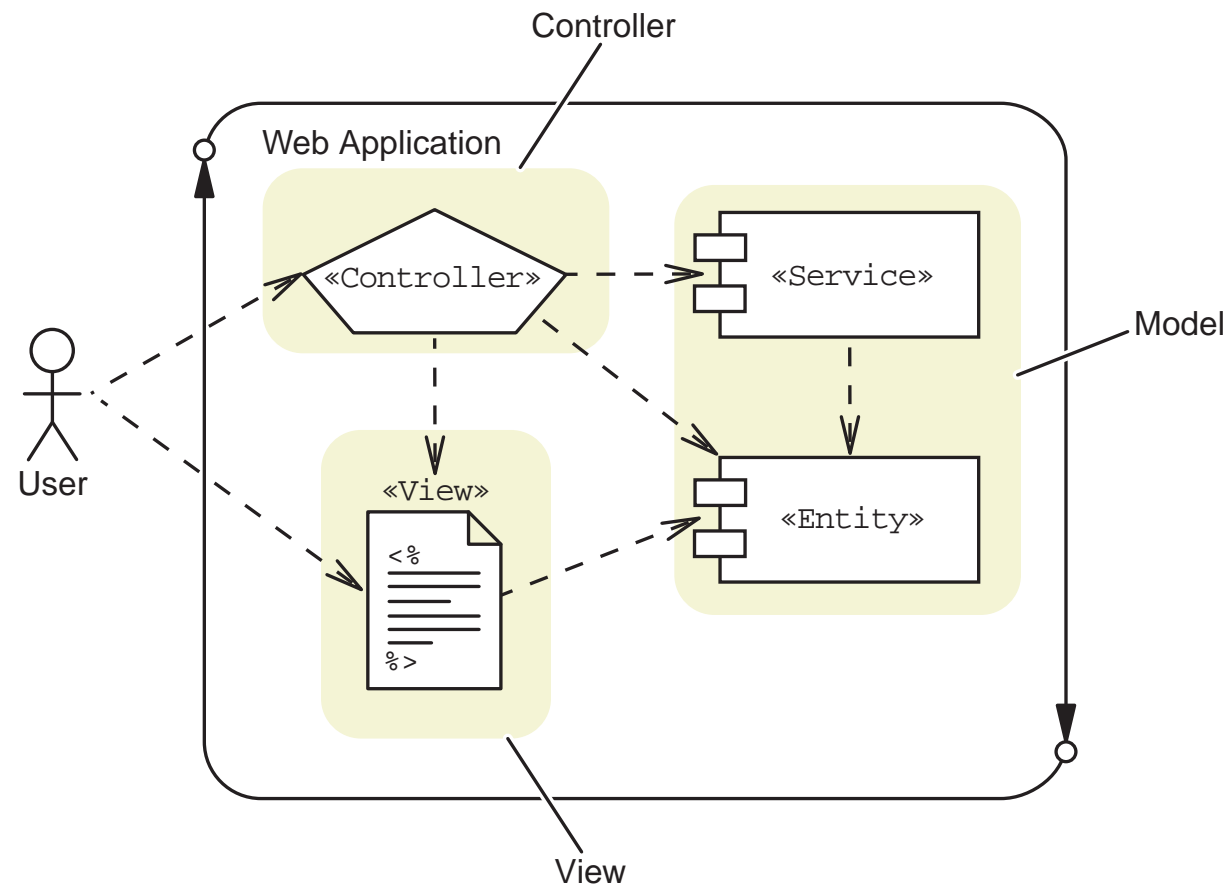 Controller
Web Application
«Controller»
«Service»
Model
User
«View»
<%
%>
«Entity»
View